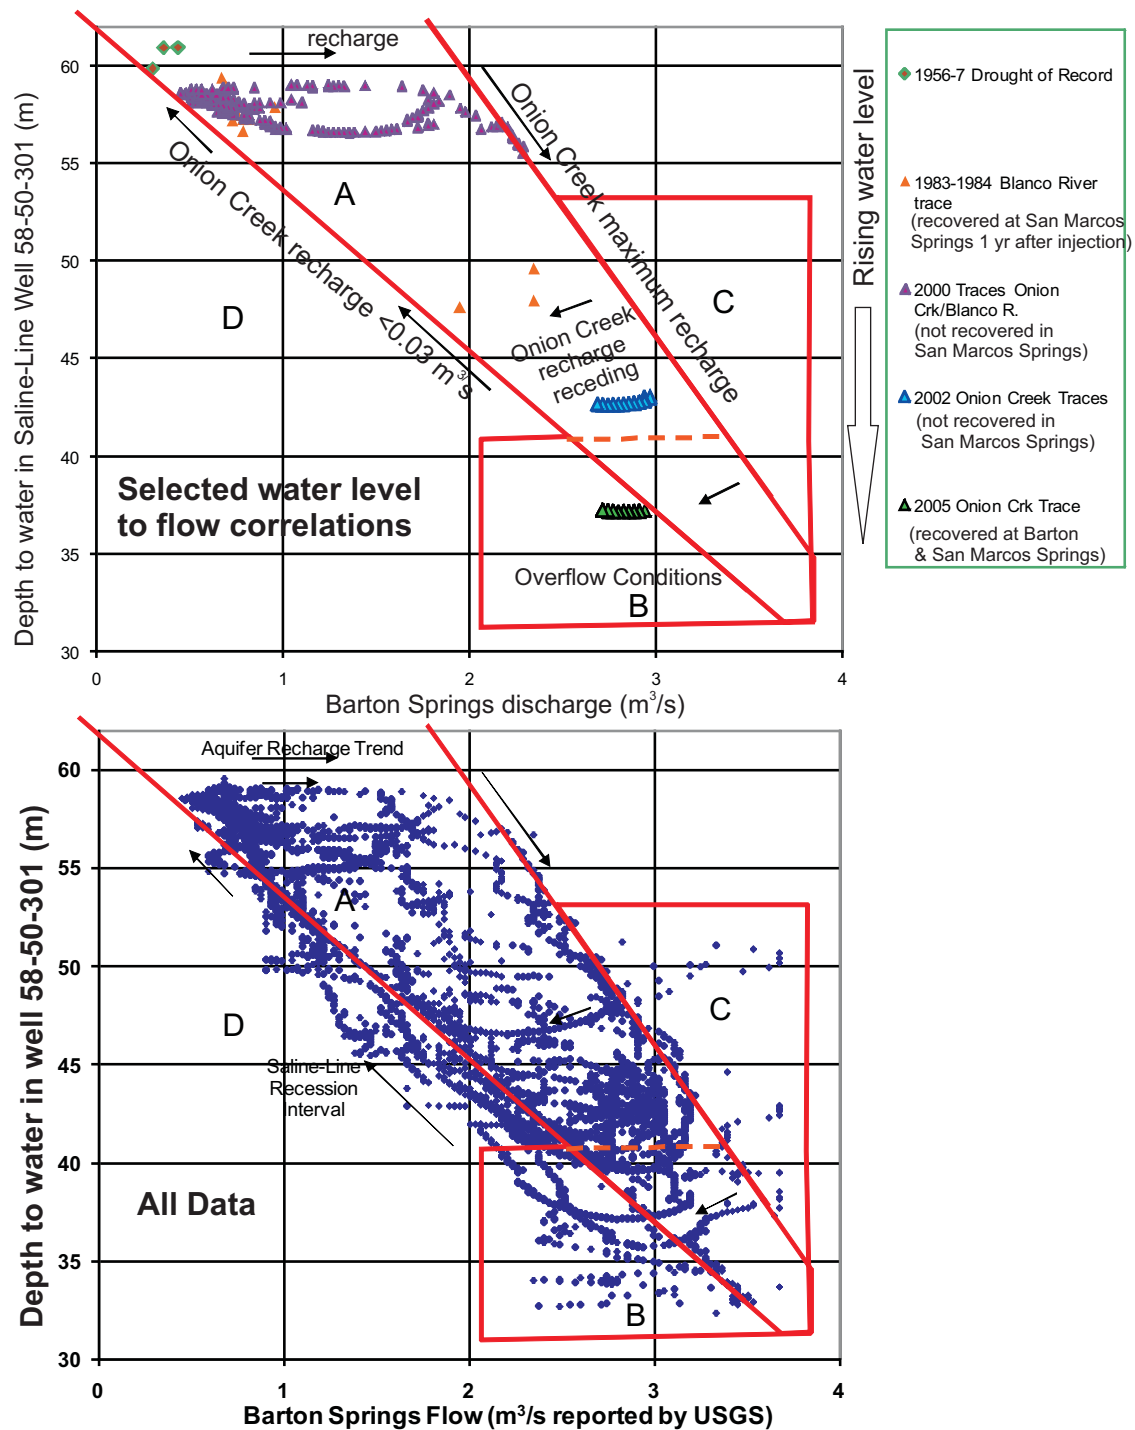 recharge
60
55
50
45
40
35
30
Depth to water in Saline-Line Well 58-50-301 (m)
Onion Creek maximum recharge
Onion Creek recharge <0.03 m³/s
A
D
C
Onion Creek
recharge
receding
Selected water level
to flow correlations
Overflow Conditions
B
0 1 2 3 4
Barton Springs discharge (m³/s)
Rising water level
1956-7 Drought of Record
1983-1984 Blanco River
trace
(recovered at San Marcos
Springs 1 yr after injection)
2000 Traces Onion
Crk/Blanco R.
(not recovered in
San Marcos Springs)
2002 Onion Creek Traces
(not recovered in
San Marcos Springs)
2005 Onion Crk Trace
(recovered at Barton
& San Marcos Springs)
Aquifer Recharge Trend
60
55
50
45
40
35
30
Depth to water in well 58-50-301 (m)
A
C
D
Saline-Line
Recession
Interval
All Data
B
0 1 2 3 4
Barton Springs Flow (m³/s reported by USGS)